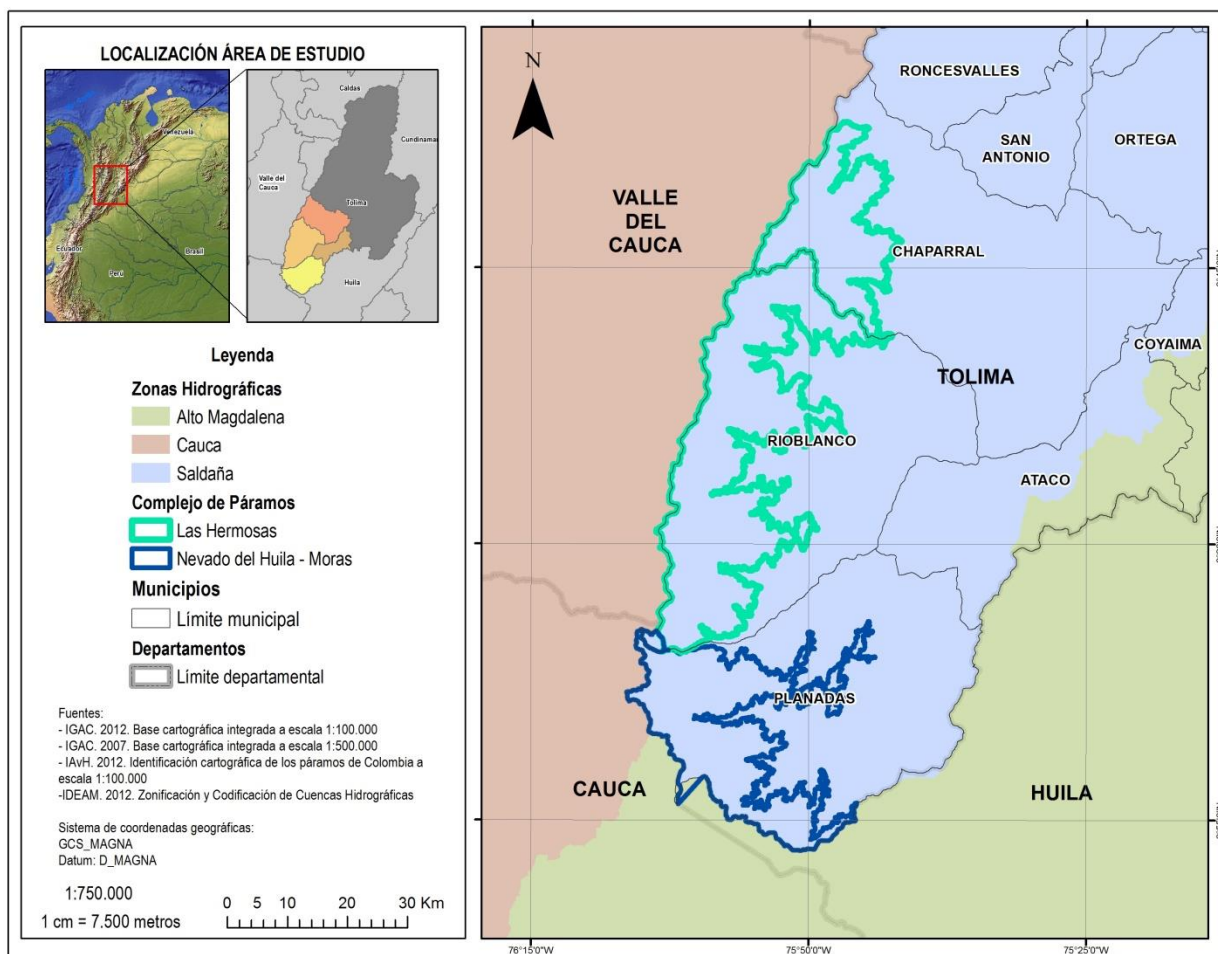 LOCALIZACIÓN ÁREA DE ESTUDIO
Venezuela
Ecuador
Perú
Brasil
Caldas
Cundinamar
Valle del
Cauca
Tolima
Huila
Leyenda
Zonas Hidrográficas
Alto Magdalena
Cauca
Saldaña
Complejo de Páramos
Las Hermosas
Nevado del Huila - Moras
Municipios
Límite municipal
Departamentos
Límite departamental
Fuentes:
- IGAC. 2012. Base cartográfica integrada a escala 1:100.000
- IGAC. 2007. Base cartográfica integrada a escala 1:500.000
- IAvH. 2012. Identificación cartográfica de los páramos de Colombia a
escala 1:100.000
-IDEAM. 2012. Zonificación y Codificación de Cuencas Hidrográficas
Sistema de coordenadas geográficas:
GCS_MAGNA
Datum: D_MAGNA
1:750.000
1 cm = 7.500 metros
0 5 10 20 30 Km
N
RONCESVALLES
SAN
ANTONIO
ORTEGA
VALLE
DEL
CAUCA
CHAPARRAL
COYAIMA
TOLIMA
RIOBLANCO
ATACO
PLANADAS
CAUCA
HUILA
76°15'0"W
75°50'0"W
75°25'0"W